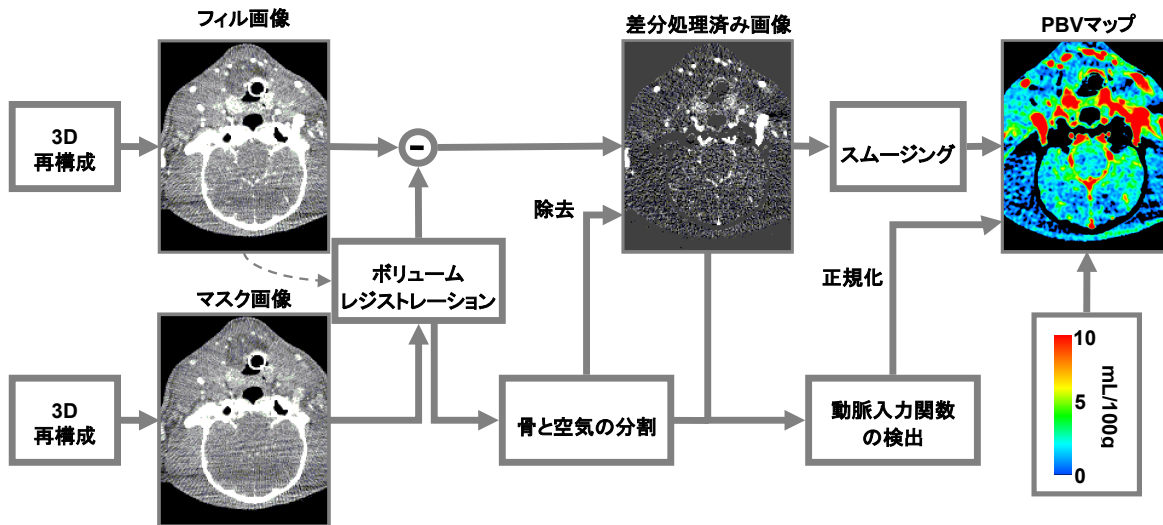 フィル画像
差分処理済み画像
PBVマップ
3D
再構成
-
スムージング
除去
ボリューム
レジストレーション
正規化
マスク画像
3D
再構成
骨と空気の分割
動脈入力関数
の検出
10
5
0
mL/100g